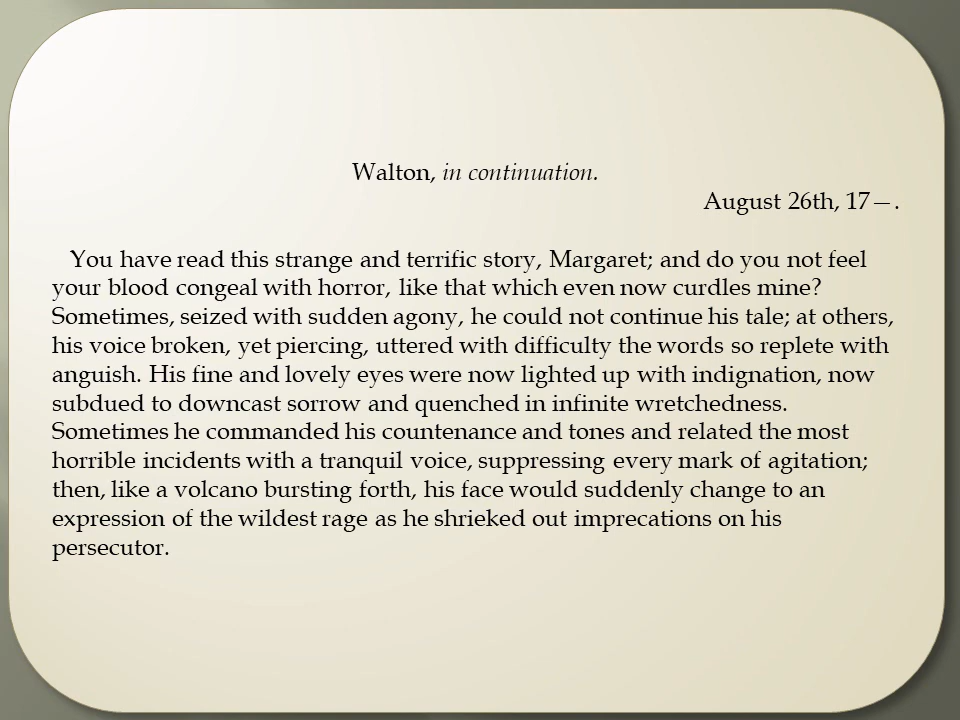 Walton, in continuation.
August 26th, 17—.
You have read this strange and terrific story, Margaret; and do you not feel
your blood congeal with horror, like that which even now curdles mine?
Sometimes, seized with sudden agony, he could not continue his tale; at others,
his voice broken, yet piercing, uttered with difficulty the words so replete with
anguish. His fine and lovely eyes were now lighted up with indignation, now
subdued to downcast sorrow and quenched in infinite wretchedness.
Sometimes he commanded his countenance and tones and related the most
horrible incidents with a tranquil voice, suppressing every mark of agitation;
then, like a volcano bursting forth, his face would suddenly change to an
expression of the wildest rage as he shrieked out imprecations on his
persecutor.